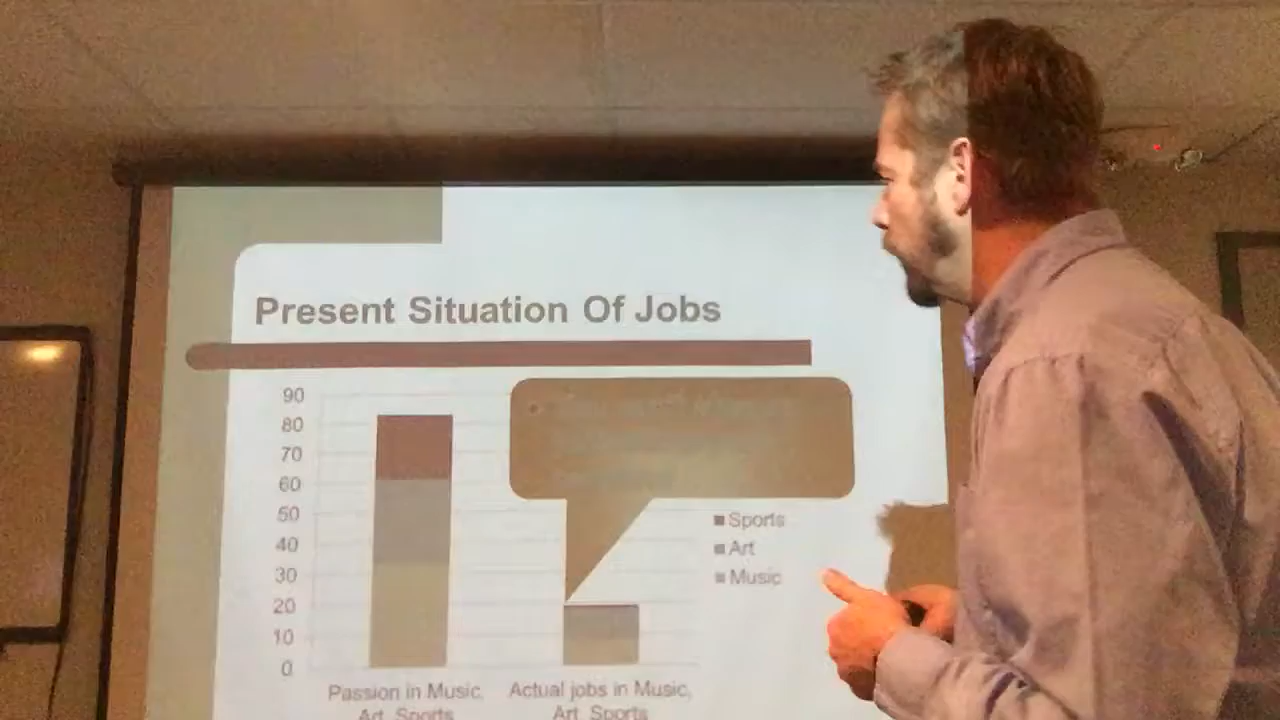 Present Situation Of Jobs
90
80
70
60
50
40
30
20
10
0
Sports
Art
Music
Passion in Music,
Art, Sports
Actual jobs in Music,
Art, Sports